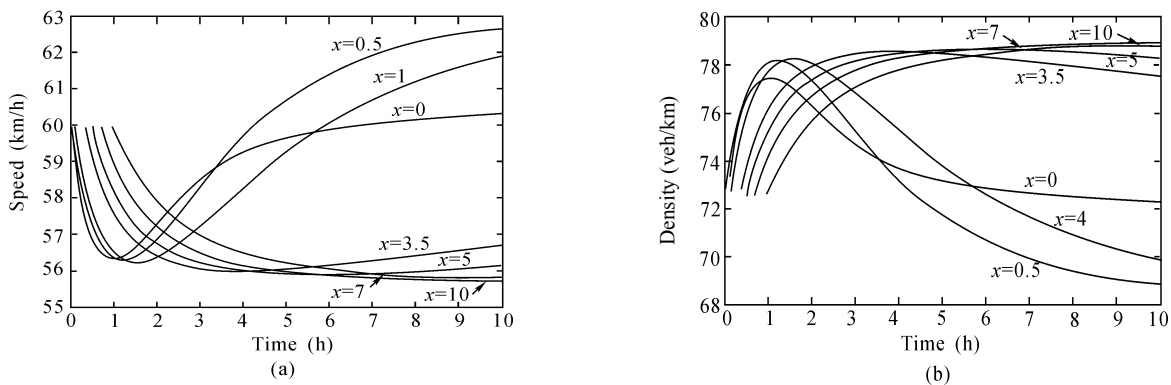 63
62
61
60
59
58
57
56
55
Speed (km/h)
x=0.5
x=1
x=0
x=3.5
x=5
x=7
x=10
0 1 2 3 4 5 6 7 8 9 10
Time (h)
(a)
80
78
76
74
72
70
68
Density (veh/km)
x=7
x=10
x=5
x=3.5
x=0
x=4
x=0.5
0 1 2 3 4 5 6 7 8 9 10
Time (h)
(b)